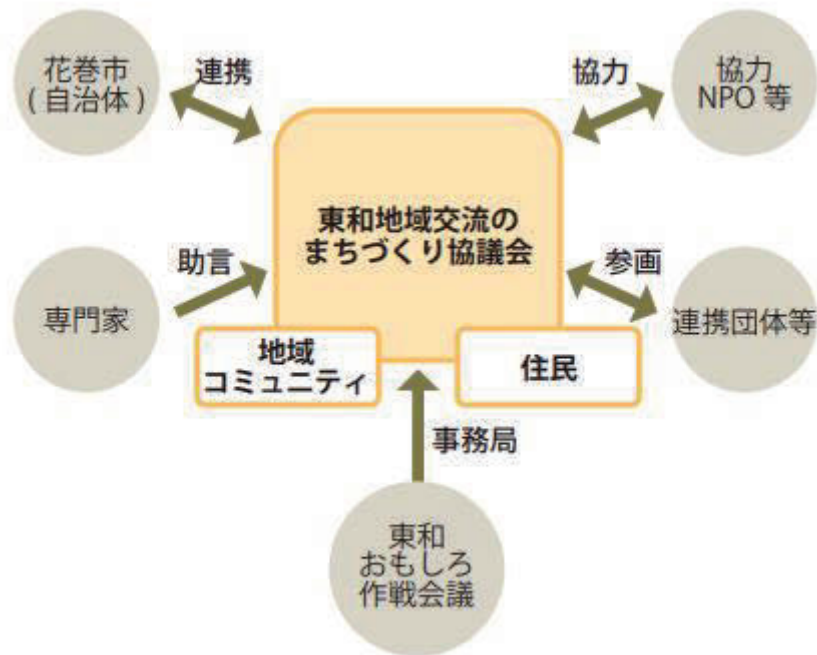 花巻市
(自治体)
連携
協力
協力
NPO 等
東和地域交流の
まちづくり協議会
専門家
助言
参画
連携団体等
地域
コミュニティ
住民
事務局
東和
おもしろ
作戦会議